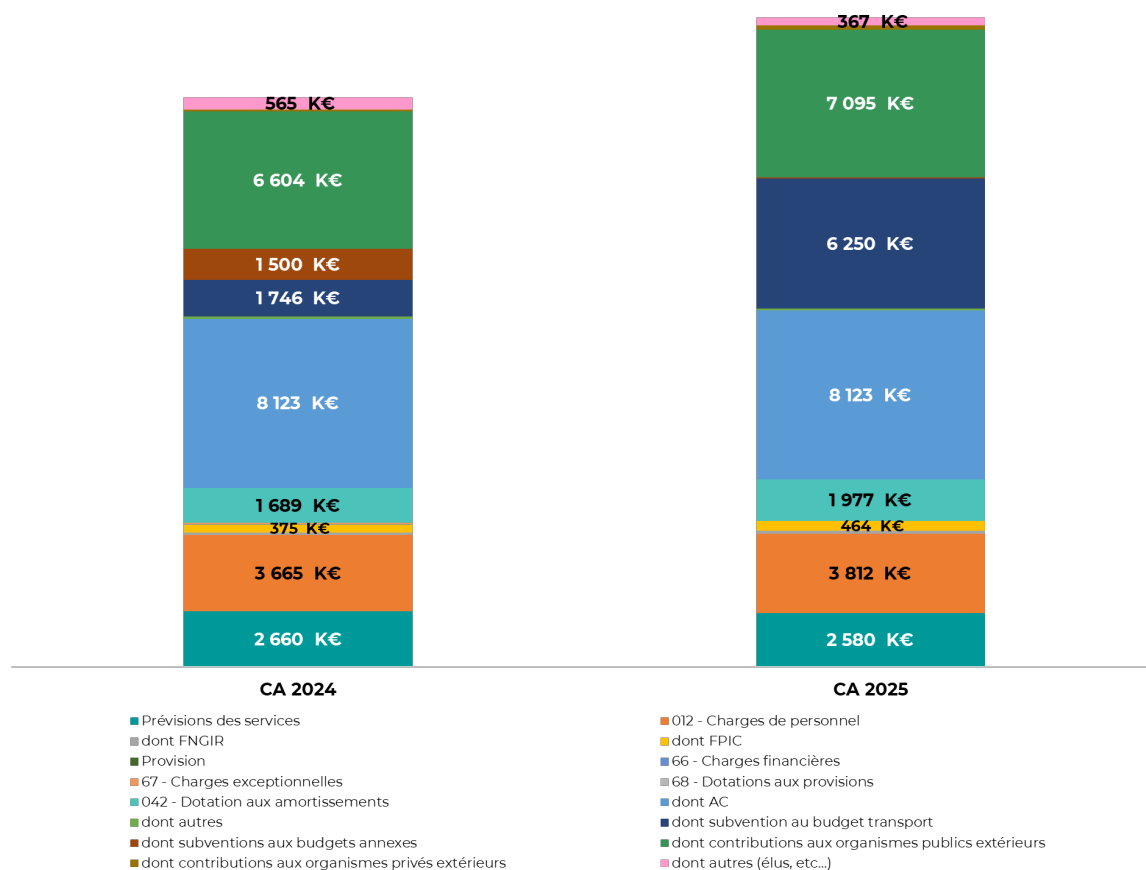 367 K€
565 K€
7 095 K€
6 604 K€
6 250 K€
1 500 K€
1 746 K€
8 123 K€
8 123 K€
1 689 K€
1 977 K€
375 K€
464 K€
3 665 K€
3 812 K€
2 660 K€
2 580 K€
CA 2024
CA 2025
Prévisions des services
012 - Charges de personnel
dont FNGIR
dont FPIC
Provision
66 - Charges financières
67 - Charges exceptionnelles
68 - Dotations aux provisions
042 - Dotation aux amortissements
dont AC
dont autres
dont subvention au budget transport
dont subventions aux budgets annexes
dont contributions aux organismes publics extérieurs
dont contributions aux organismes privés extérieurs
dont autres (élus, etc...)